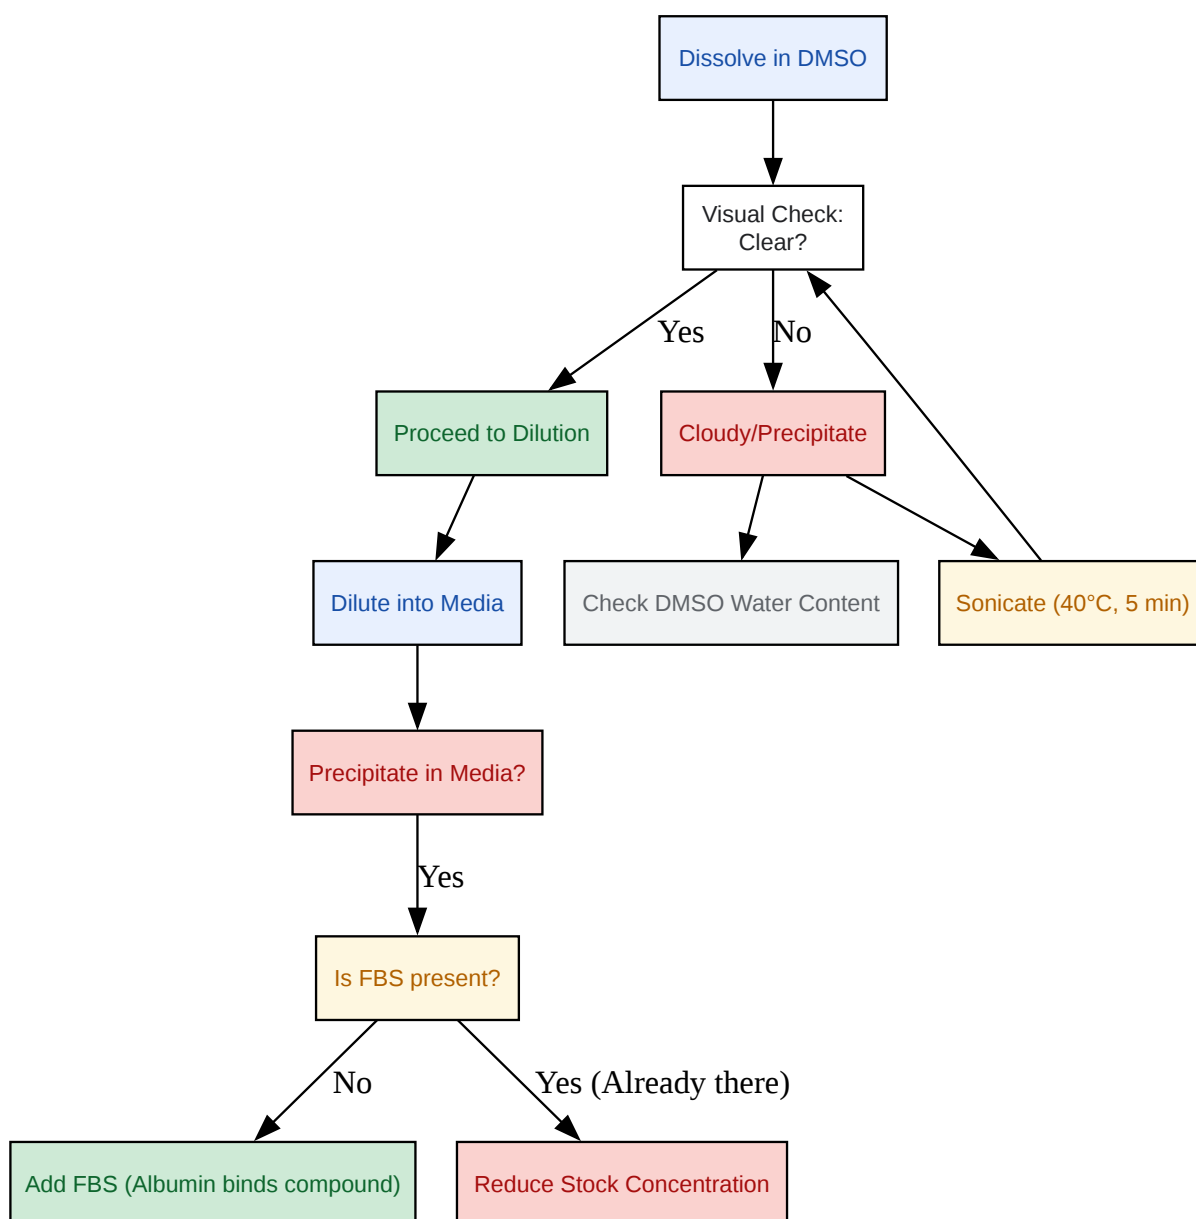 Dissolve in DMSO
Visual Check:
Clear?
Yes
No
Proceed to Dilution
Cloudy/Precipitate
Dilute into Media
Check DMSO Water Content
Sonicate (40°C, 5 min)
Precipitate in Media?
Yes
Is FBS present?
No
Yes (Already there)
Add FBS (Albumin binds compound)
Reduce Stock Concentration